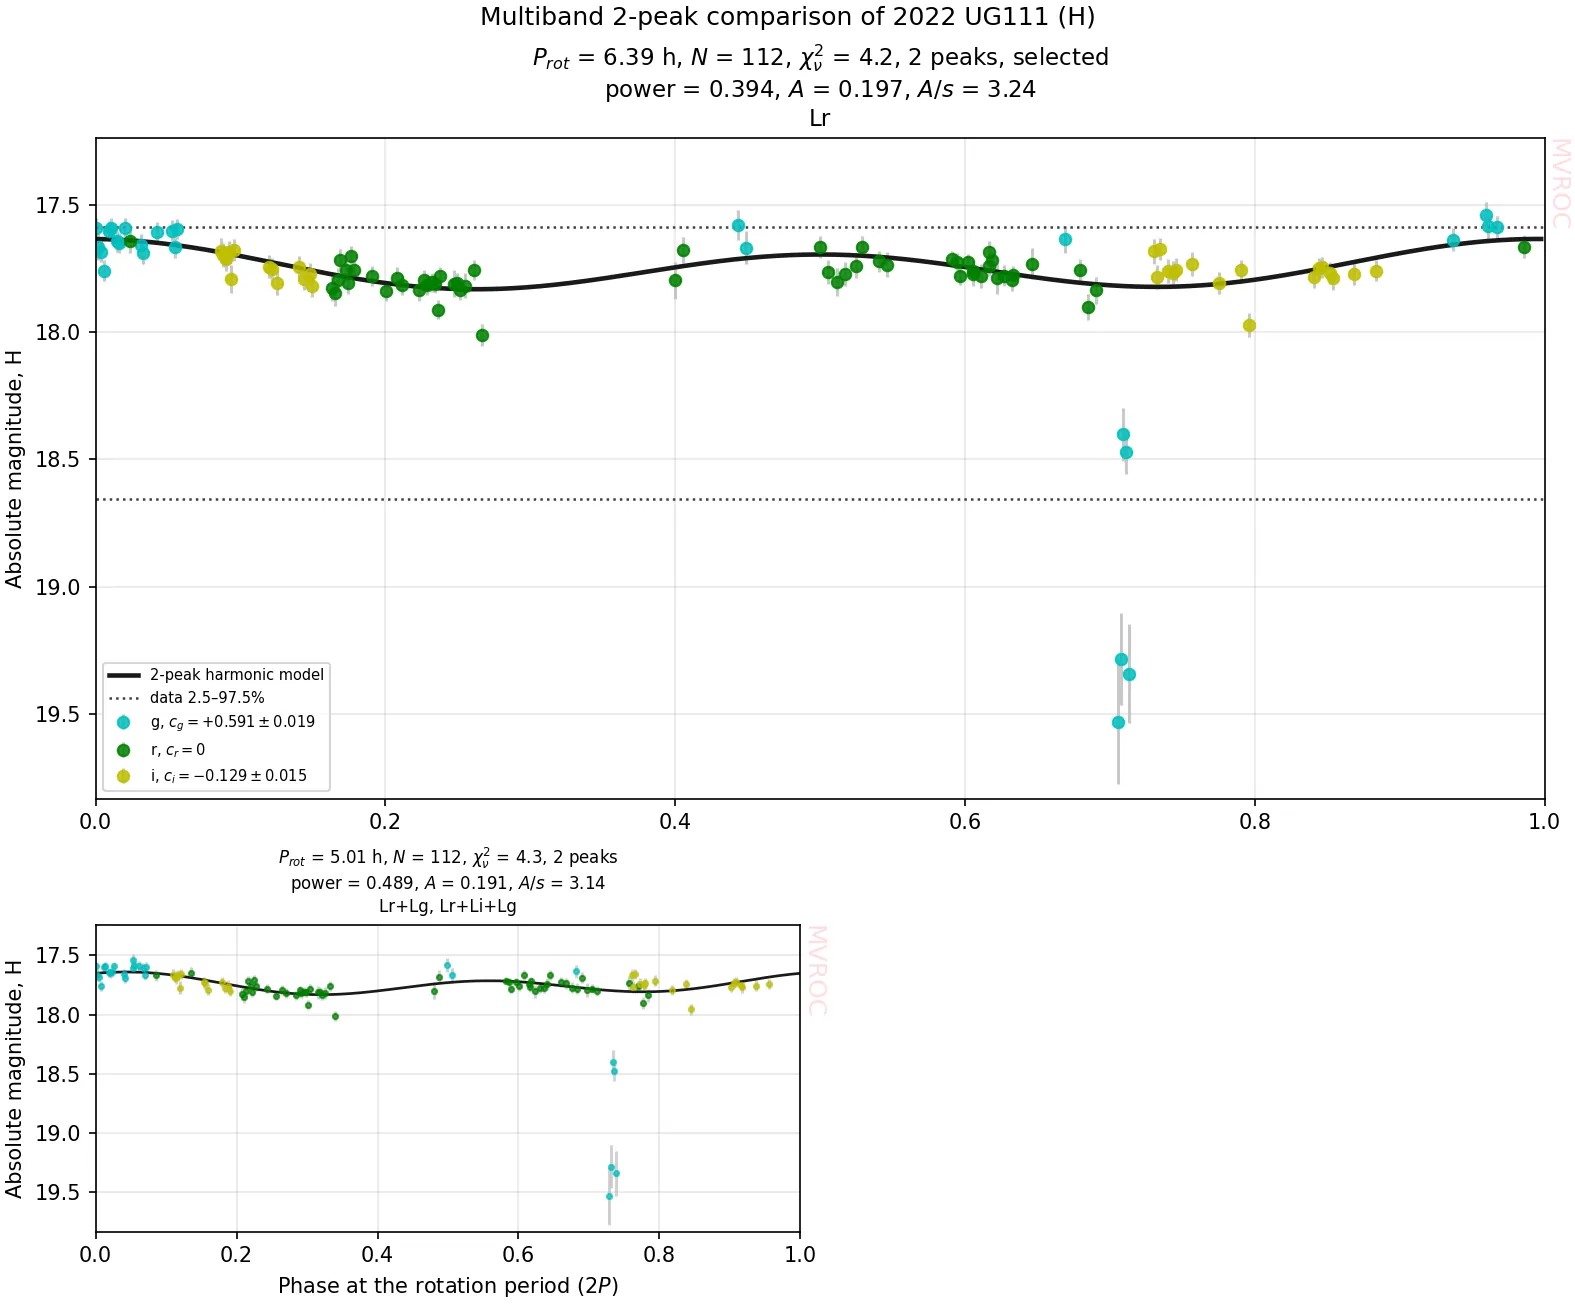 Multiband 2-peak comparison of 2022 UG111 (H)
P_rot = 6.39 h, N = 112, χ²_ν = 4.2, 2 peaks, selected
power = 0.394, A = 0.197, A/s = 3.24
Lr
MVROC
17.5
18.0
18.5
19.0
19.5
Absolute magnitude, H
2-peak harmonic model
data 2.5–97.5%
g, c_g = +0.591 ± 0.019
r, c_r = 0
i, c_i = −0.129 ± 0.015
0.0 0.2 0.4 0.6 0.8 1.0
P_rot = 5.01 h, N = 112, χ²_ν = 4.3, 2 peaks
power = 0.489, A = 0.191, A/s = 3.14
Lr+Lg, Lr+Li+Lg
MVROC
17.5
18.0
18.5
19.0
19.5
Absolute magnitude, H
0.0 0.2 0.4 0.6 0.8 1.0
Phase at the rotation period (2P)